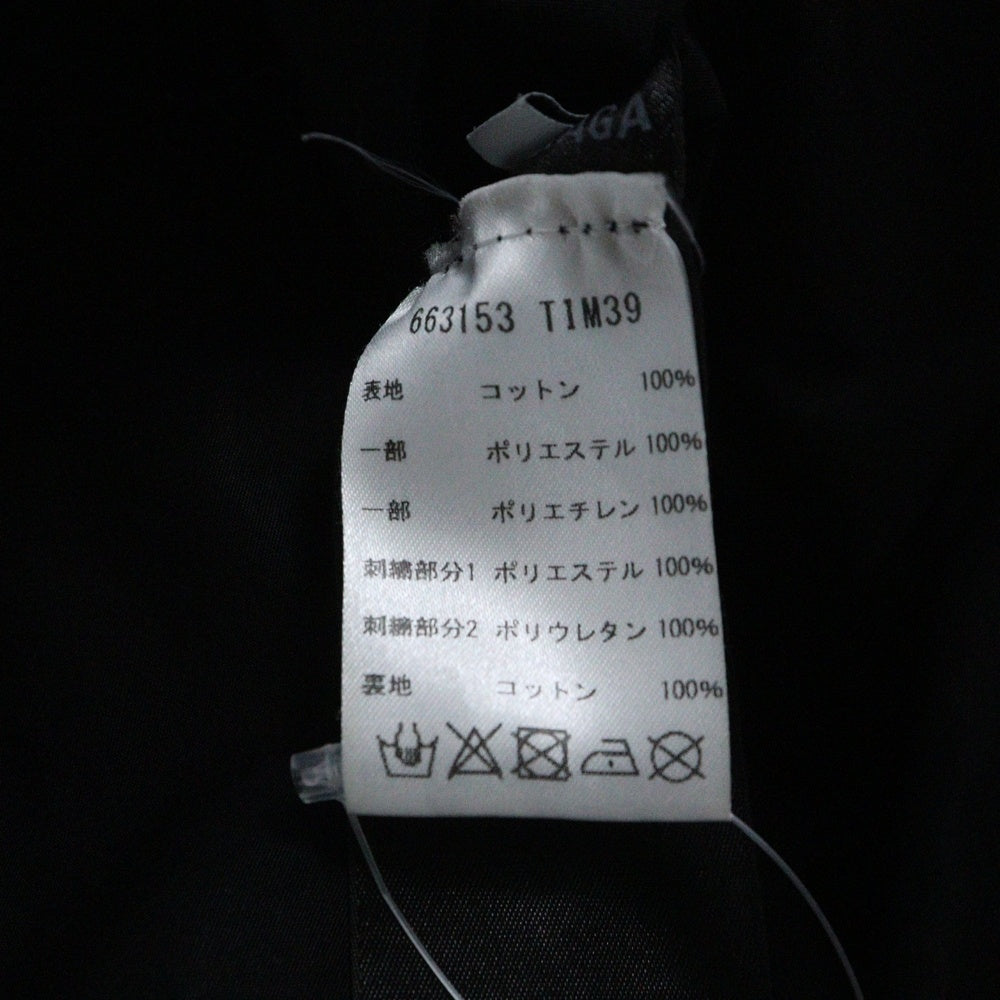 AGA
663153 T1M39
表地 コットン 100%
一部 ポリエステル 100%
一部 ポリエチレン 100%
刺繍部分1 ポリエステル 100%
刺繍部分2 ポリウレタン 100%
裏地 コットン 100%